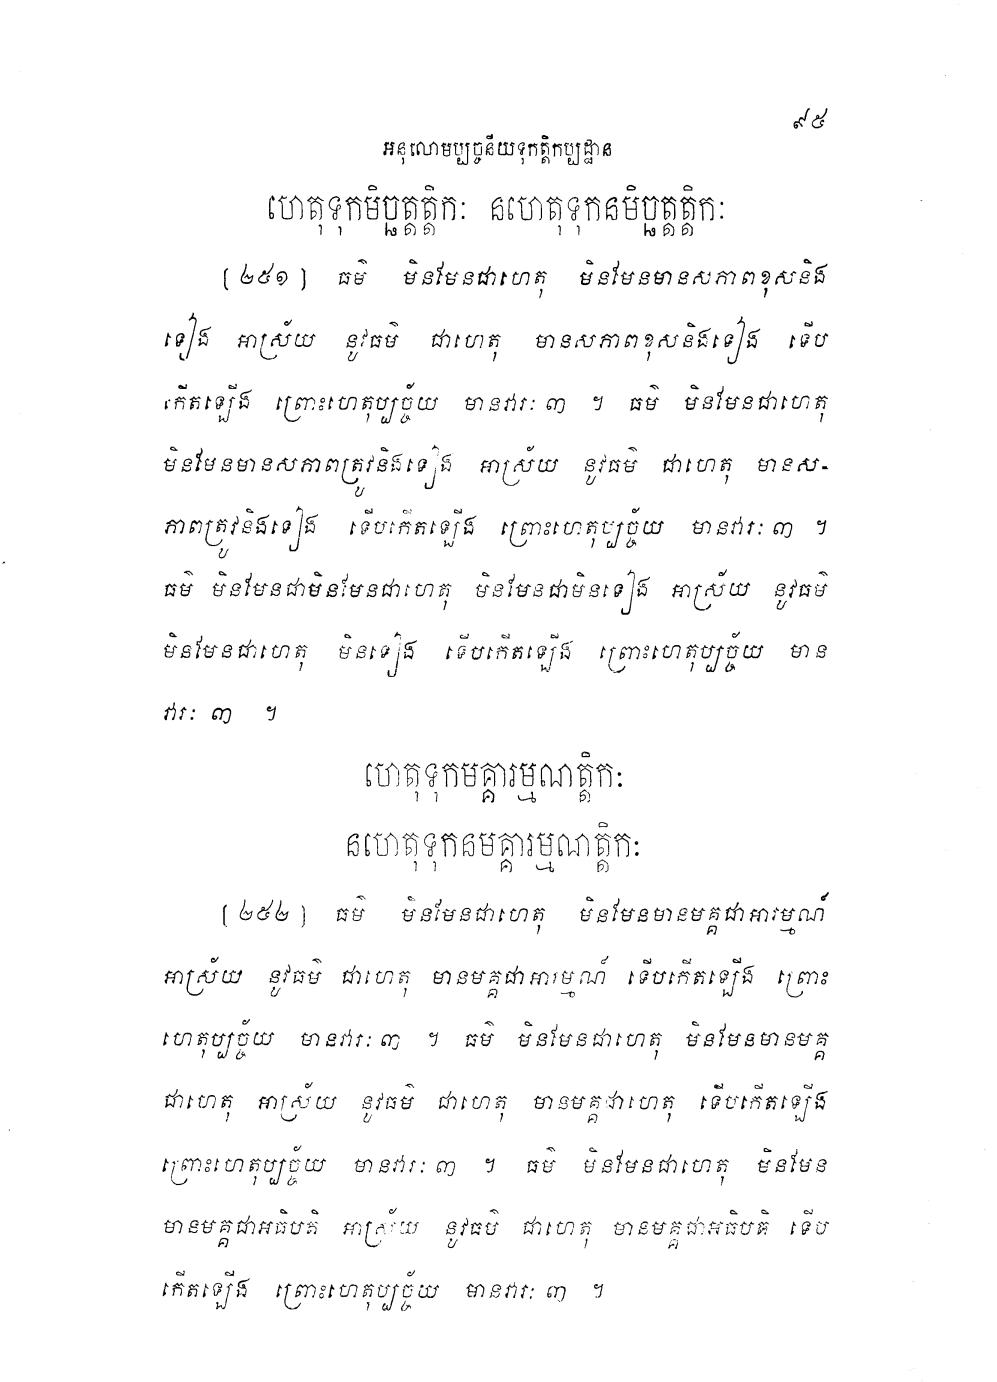 ៩៥
អនុលោមប្បច្ចនីយទុកត្តិកប្បដ្ឋាន
ហេតុទុកមិច្ឆត្តត្តិកៈ នហេតុទុកនមិច្ឆត្តត្តិកៈ
[២៥១] ធម៌ មិនមែនជាហេតុ មិនមែនមានសភាពខុសនិង
ទៀង អាស្រ័យ នូវធម៌ ជាហេតុ មានសភាពខុសនិងទៀង ទើប
កើតឡើង ព្រោះហេតុប្បច្ច័យ មានវារៈ ៣ ។ ធម៌ មិនមែនជាហេតុ
មិនមែនមានសភាពត្រូវនិងទៀង អាស្រ័យ នូវធម៌ ជាហេតុ មានស-
ភាពត្រូវនិងទៀង ទើបកើតឡើង ព្រោះហេតុប្បច្ច័យ មានវារៈ ៣ ។
ធម៌ មិនមែនជាមិនមែនជាហេតុ មិនមែនជាមិនទៀង អាស្រ័យ នូវធម៌
មិនមែនជាហេតុ មិនទៀង ទើបកើតឡើង ព្រោះហេតុប្បច្ច័យ មាន
វារៈ ៣ ។
ហេតុទុកមគ្គារម្មណត្តិកៈ
នហេតុទុកនមគ្គារម្មណត្តិកៈ
[២៥២] ធម៌ មិនមែនជាហេតុ មិនមែនមានមគ្គជាអារម្មណ៍
អាស្រ័យ នូវធម៌ ជាហេតុ មានមគ្គជាអារម្មណ៍ ទើបកើតឡើង ព្រោះ
ហេតុប្បច្ច័យ មានវារៈ ៣ ។ ធម៌ មិនមែនជាហេតុ មិនមែនមានមគ្គ
ជាហេតុ អាស្រ័យ នូវធម៌ ជាហេតុ មានមគ្គជាហេតុ ទើបកើតឡើង
ព្រោះហេតុប្បច្ច័យ មានវារៈ ៣ ។ ធម៌ មិនមែនជាហេតុ មិនមែន
មានមគ្គជាអធិបតិ អាស្រ័យ នូវធម៌ ជាហេតុ មានមគ្គជាអធិបតិ ទើប
កើតឡើង ព្រោះហេតុប្បច្ច័យ មានវារៈ ៣ ។